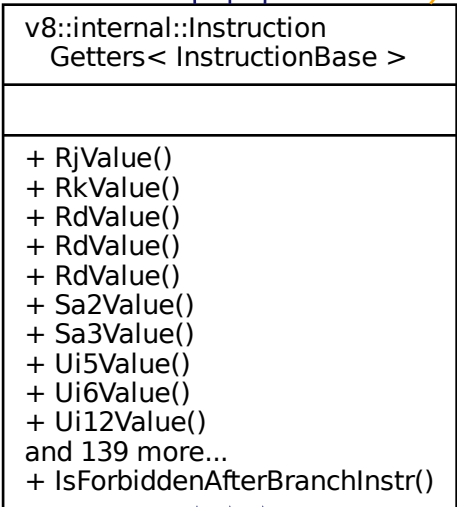 v8::internal::Instruction
Getters< InstructionBase >
+ RjValue()
+ RkValue()
+ RdValue()
+ RdValue()
+ RdValue()
+ Sa2Value()
+ Sa3Value()
+ Ui5Value()
+ Ui6Value()
+ Ui12Value()
and 139 more...
+ IsForbiddenAfterBranchInstr()